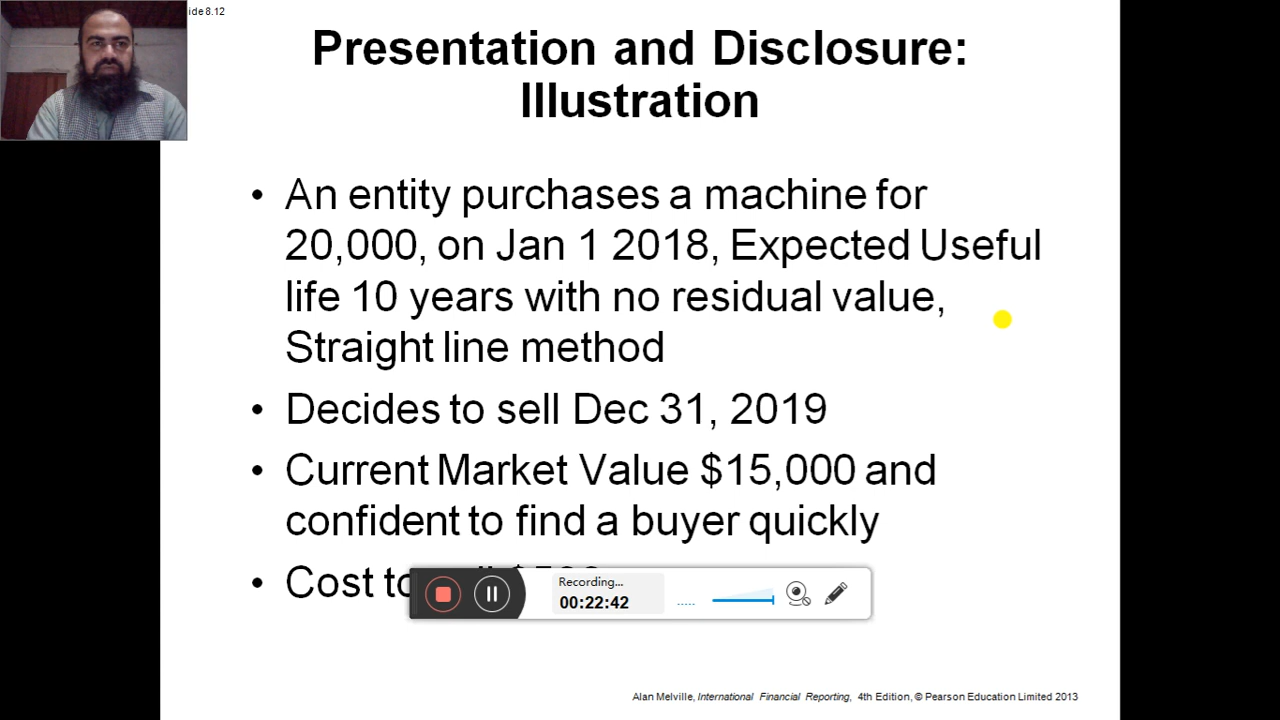 ide 8.12
Presentation and Disclosure:
Illustration
• An entity purchases a machine for
20,000, on Jan 1 2018, Expected Useful
life 10 years with no residual value,
Straight line method
• Decides to sell Dec 31, 2019
• Current Market Value $15,000 and
confident to find a buyer quickly
• Cost to
Recording...
00:22:42
Alan Melville, International Financial Reporting, 4th Edition, © Pearson Education Limited 2013